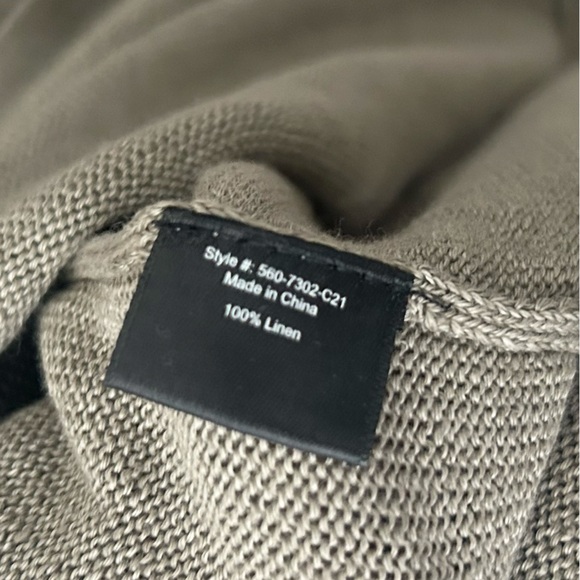 Style #: 560-7302-C21
Made in China
100% Linen